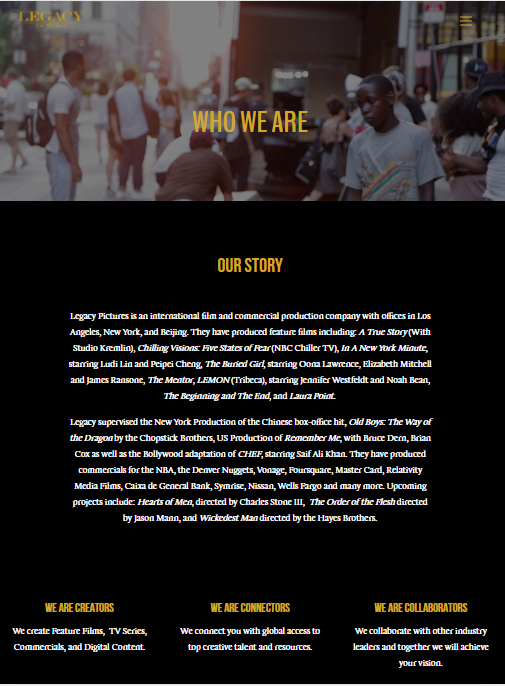 LEGACY
WHO WE ARE
OUR STORY
Legacy Pictures is an international film and commercial production company with offices in Los
Angeles, New York, and Beijing. They have produced feature films including: A True Story (With
Studio Kremlin), Chilling Visions: Five States of Fear (NBC Chiller TV), In A New York Minute,
starring Ludi Lin and Peipei Cheng, The Buried Girl, starring Oona Lawrence, Elizabeth Mitchell
and James Ransone, The Mentor, LEMON (Tribeca), starring Jennifer Westfeldt and Noah Bean,
The Beginning and The End, and Laura Point.
Legacy supervised the New York Production of the Chinese box-office hit, Old Boys: The Way of
the Dragon by the Chopstick Brothers, US Production of Remember Me, with Bruce Dern, Brian
Cox as well as the Bollywood adaptation of CHEF, starring Saif Ali Khan. They have produced
commercials for the NBA, the Denver Nuggets, Vonage, Foursquare, Master Card, Relativity
Media Films, Caixa de General Bank, Symrise, Nissan, Wells Fargo and many more. Upcoming
projects include: Hearts of Men, directed by Charles Stone III, The Order of the Flesh directed
by Jason Mann, and Wickedest Man directed by the Hayes Brothers.
WE ARE CREATORS
We create Feature Films, TV Series,
Commercials, and Digital Content.
WE ARE CONNECTORS
We connect you with global access to
top creative talent and resources.
WE ARE COLLABORATORS
We collaborate with other industry
leaders and together we will achieve
your vision.